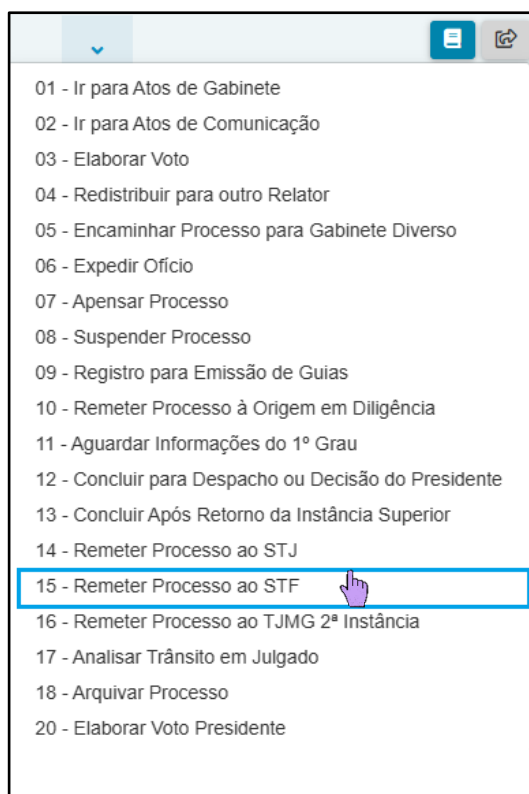 01 - Ir para Atos de Gabinete
02 - Ir para Atos de Comunicação
03 - Elaborar Voto
04 - Redistribuir para outro Relator
05 - Encaminhar Processo para Gabinete Diverso
06 - Expedir Ofício
07 - Apensar Processo
08 - Suspender Processo
09 - Registro para Emissão de Guias
10 - Remeter Processo à Origem em Diligência
11 - Aguardar Informações do 1º Grau
12 - Concluir para Despacho ou Decisão do Presidente
13 - Concluir Após Retorno da Instância Superior
14 - Remeter Processo ao STJ
15 - Remeter Processo ao STF
16 - Remeter Processo ao TJMG 2ª Instância
17 - Analisar Trânsito em Julgado
18 - Arquivar Processo
20 - Elaborar Voto Presidente